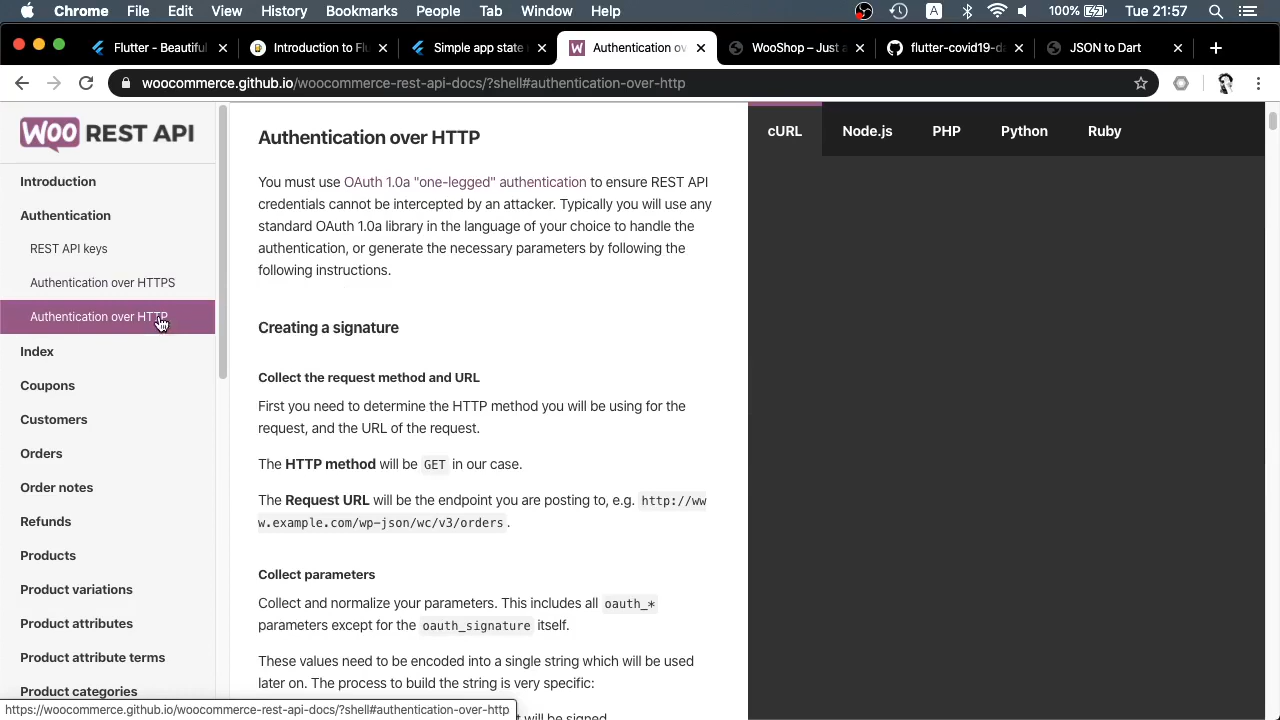 Chrome File Edit View History Bookmarks People Tab Window Help A 100% Tue 21:57
Flutter - Beautiful Introduction to Flu Simple app state Authentication ov WooShop – Just a flutter-covid19-da JSON to Dart
woocommerce.github.io/woocommerce-rest-api-docs/?shell#authentication-over-http
WOO REST API
Introduction
Authentication
REST API keys
Authentication over HTTPS
Authentication over HTTP
Index
Coupons
Customers
Orders
Order notes
Refunds
Products
Product variations
Product attributes
Product attribute terms
Product categories
https://woocommerce.github.io/woocommerce-rest-api-docs/?shell#authentication-over-http
Authentication over HTTP
You must use OAuth 1.0a "one-legged" authentication to ensure REST API
credentials cannot be intercepted by an attacker. Typically you will use any
standard OAuth 1.0a library in the language of your choice to handle the
authentication, or generate the necessary parameters by following the
following instructions.
Creating a signature
Collect the request method and URL
First you need to determine the HTTP method you will be using for the
request, and the URL of the request.
The HTTP method will be GET in our case.
The Request URL will be the endpoint you are posting to, e.g. http://ww
w.example.com/wp-json/wc/v3/orders.
Collect parameters
Collect and normalize your parameters. This includes all oauth_*
parameters except for the oauth_signature itself.
These values need to be encoded into a single string which will be used
later on. The process to build the string is very specific:
will be signed
cURL Node.js PHP Python Ruby